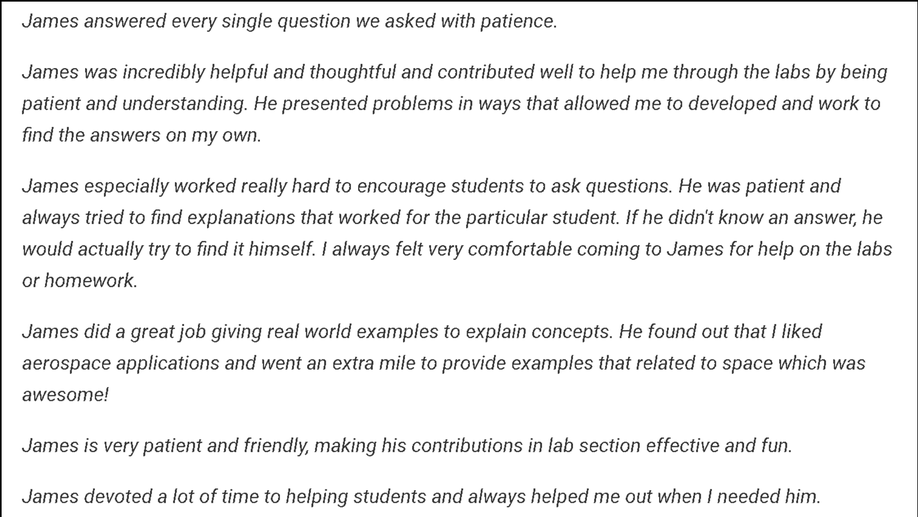 James answered every single question we asked with patience.
James was incredibly helpful and thoughtful and contributed well to help me through the labs by being
patient and understanding. He presented problems in ways that allowed me to developed and work to
find the answers on my own.
James especially worked really hard to encourage students to ask questions. He was patient and
always tried to find explanations that worked for the particular student. If he didn't know an answer, he
would actually try to find it himself. I always felt very comfortable coming to James for help on the labs
or homework.
James did a great job giving real world examples to explain concepts. He found out that I liked
aerospace applications and went an extra mile to provide examples that related to space which was
awesome!
James is very patient and friendly, making his contributions in lab section effective and fun.
James devoted a lot of time to helping students and always helped me out when I needed him.